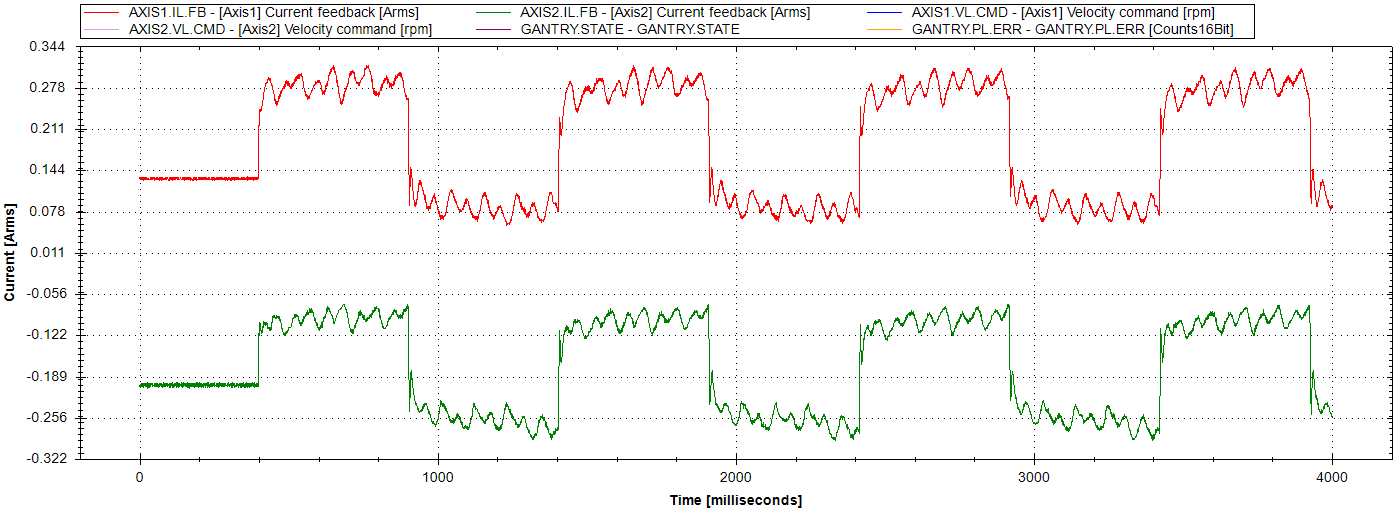 AXIS1.IL.FB - [Axis1] Current feedback [Arms] AXIS2.IL.FB - [Axis2] Current feedback [Arms] AXIS1.VL.CMD - [Axis1] Velocity command [rpm]
AXIS2.VL.CMD - [Axis2] Velocity command [rpm] GANTRY.STATE - GANTRY.STATE GANTRY.PL.ERR - GANTRY.PL.ERR [Counts16Bit]
0.344
0.278
0.211
0.144
0.078
0.011
-0.056
-0.122
-0.189
-0.256
-0.322
Current [Arms]
0 1000 2000 3000 4000
Time [milliseconds]